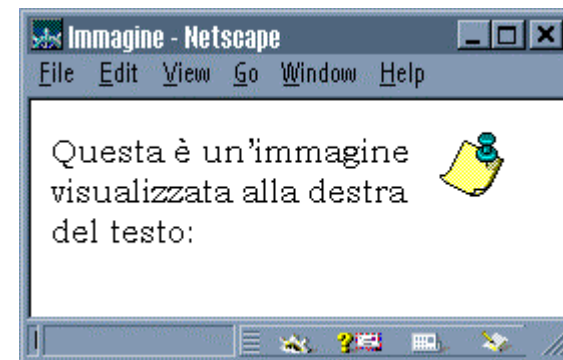 Immagine - Netscape
File Edit View Go Window Help
Questa è un'immagine
visualizzata alla destra
del testo: